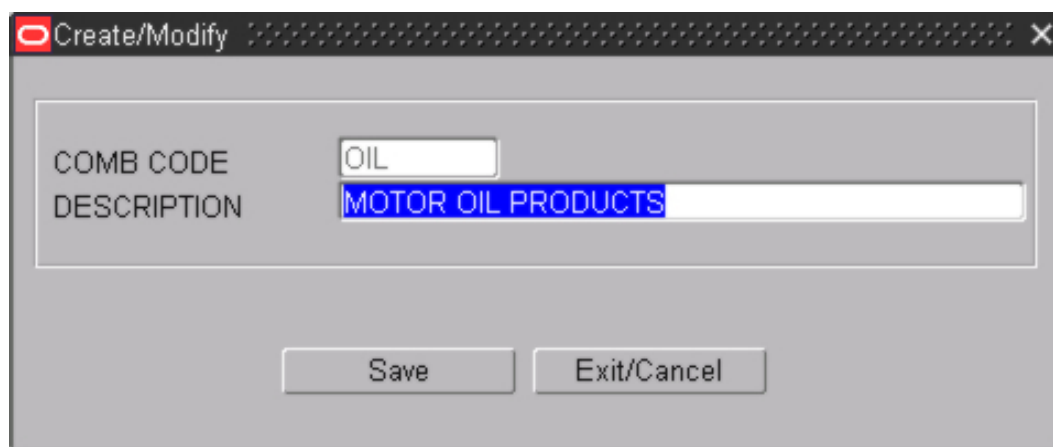 Create/Modify
COMB CODE OIL
DESCRIPTION MOTOR OIL PRODUCTS
Save Exit/Cancel